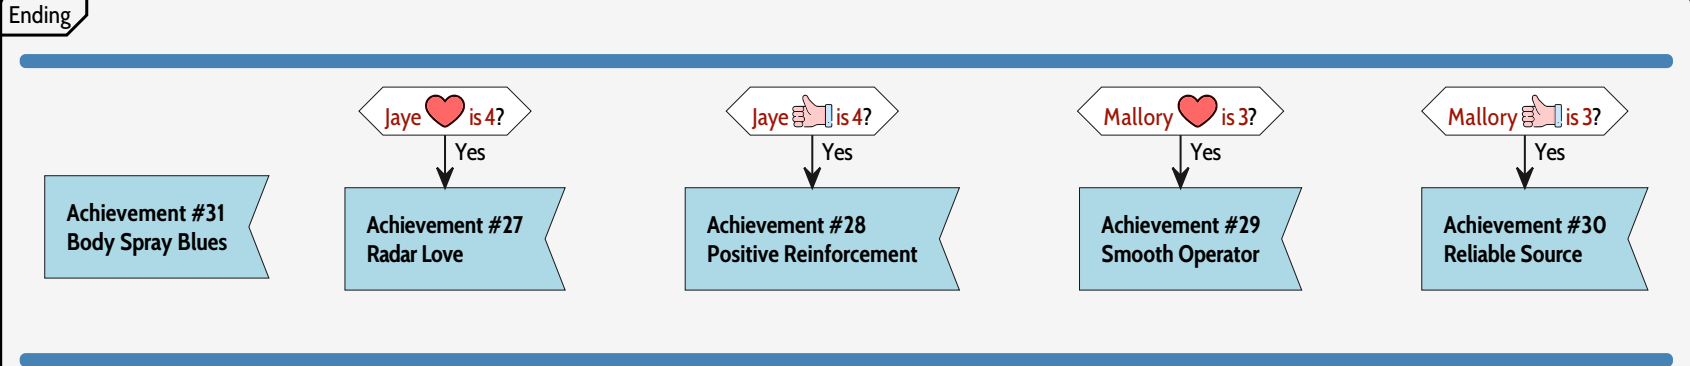 Ending
Jaye is 4?
Jaye is 4?
Mallory is 3?
Mallory is 3?
Yes
Yes
Yes
Yes
Achievement #31
Body Spray Blues
Achievement #27
Radar Love
Achievement #28
Positive Reinforcement
Achievement #29
Smooth Operator
Achievement #30
Reliable Source